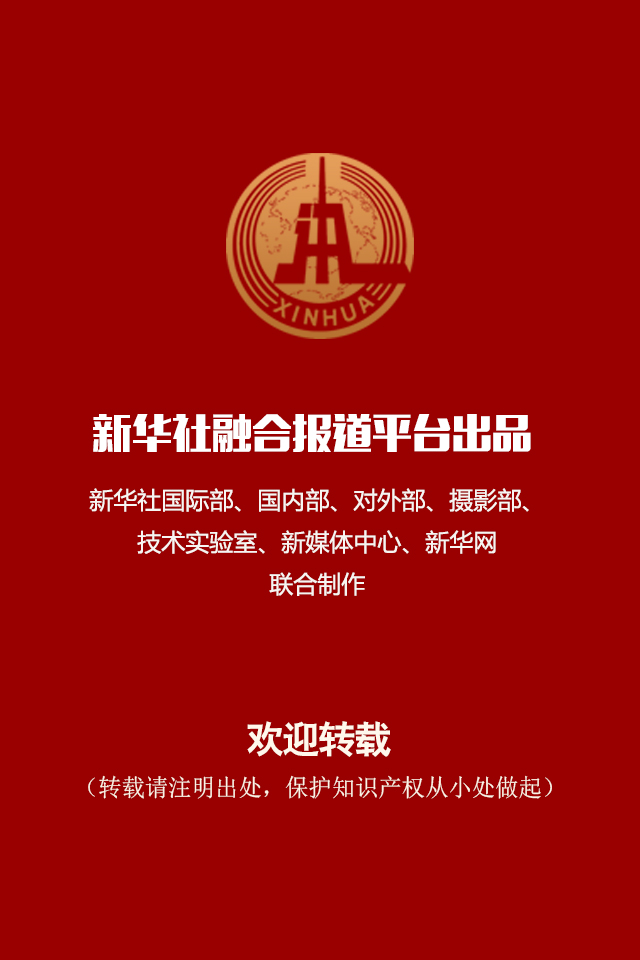 讯
XINHUA
新华社融合报道平台出品
新华社国际部、国内部、对外部、摄影部、
技术实验室、新媒体中心、新华网
联合制作
欢迎转载
（转载请注明出处，保护知识产权从小处做起）